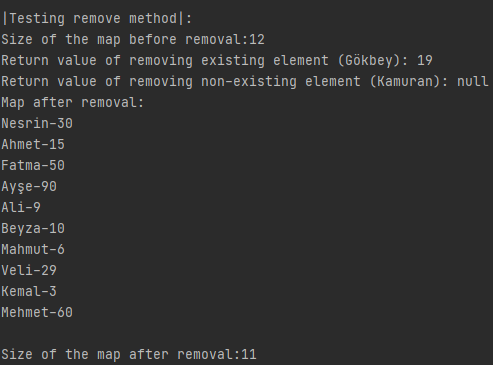 |Testing remove method|:
Size of the map before removal:12
Return value of removing existing element (Gökbey): 19
Return value of removing non-existing element (Kamuran): null
Map after removal:
Nesrin-30
Ahmet-15
Fatma-50
Ayşe-90
Ali-9
Beyza-10
Mahmut-6
Veli-29
Kemal-3
Mehmet-60
Size of the map after removal:11